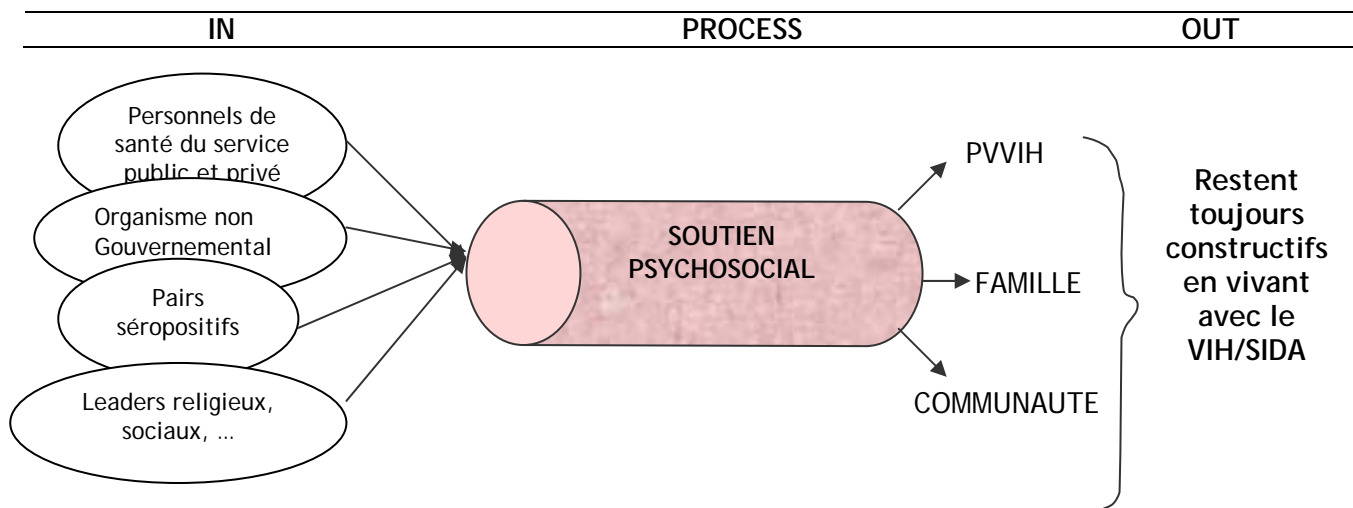 IN PROCESS OUT
Personnels de
santé du service
public et privé
Organisme non
Gouvernemental
Pairs
séropositifs
Leaders religieux,
sociaux, ...
SOUTIEN
PSYCHOSOCIAL
PVVIH
FAMILLE
COMMUNAUTE
Restent
toujours
constructifs
en vivant
avec le
VIH/SIDA